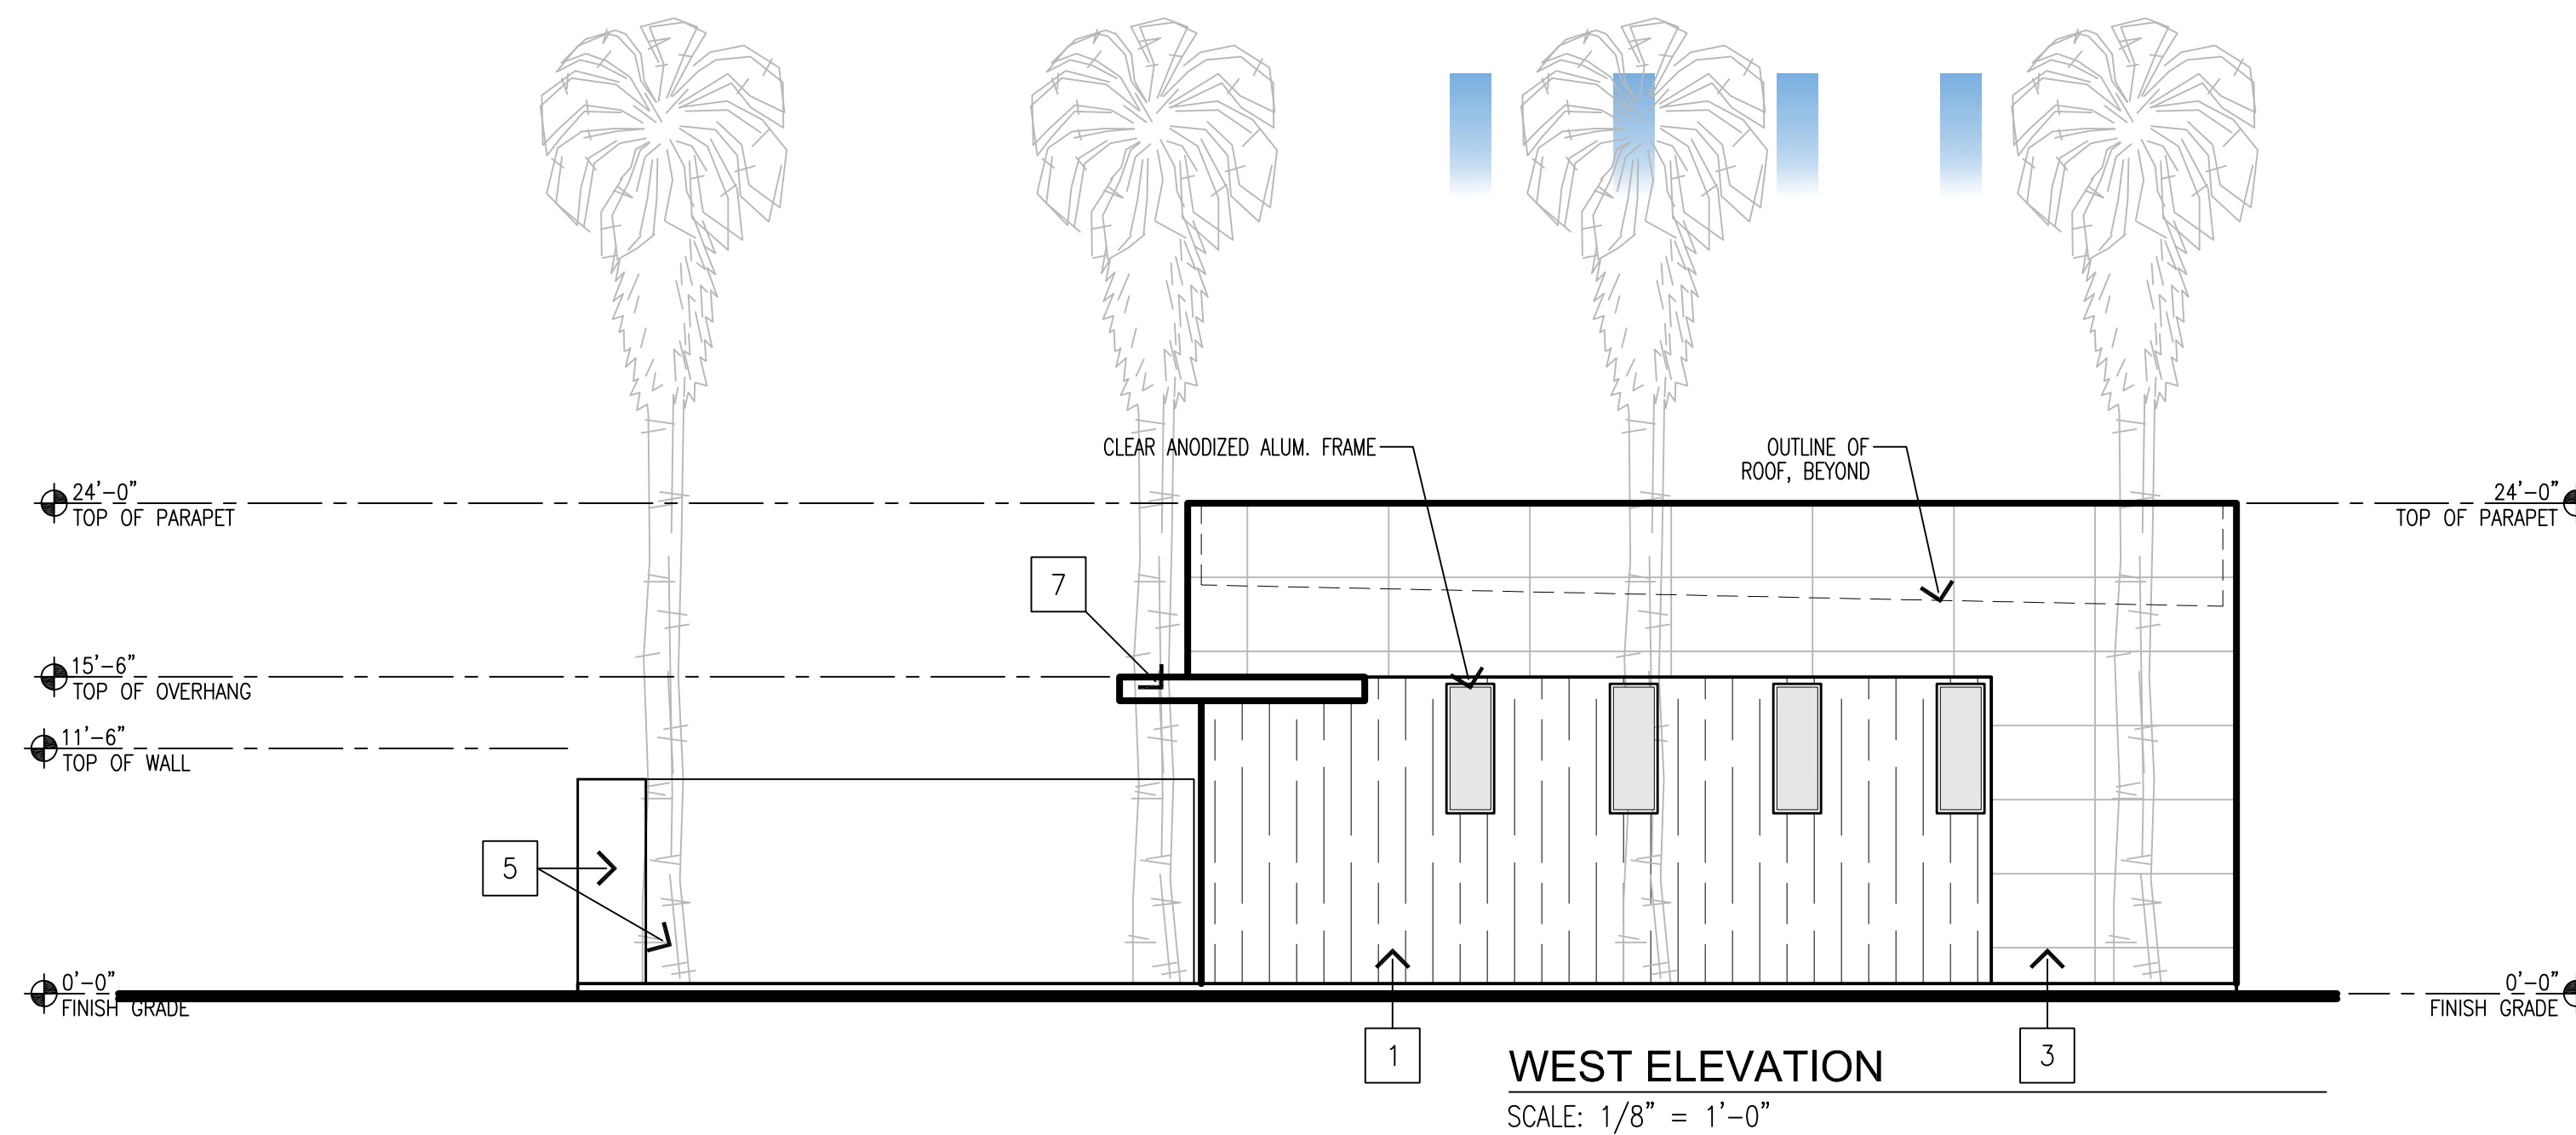 CLEAR ANODIZED ALUM. FRAME
OUTLINE OF
ROOF, BEYOND
24'-0"
TOP OF PARAPET
24'-0"
TOP OF PARAPET
7
15'-6"
TOP OF OVERHANG
11'-6"
TOP OF WALL
5
0'-0"
FINISH GRADE
0'-0"
FINISH GRADE
1
3
WEST ELEVATION
SCALE: 1/8" = 1'-0"